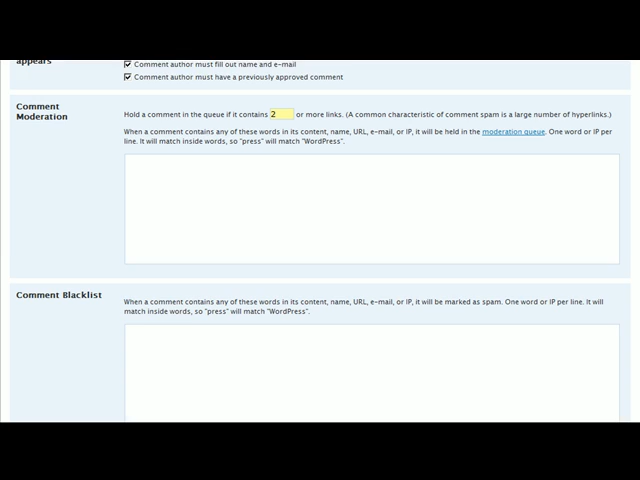 appears
Comment author must fill out name and e-mail
Comment author must have a previously approved comment
Comment
Moderation
Hold a comment in the queue if it contains 2 or more links. (A common characteristic of comment spam is a large number of hyperlinks.)
When a comment contains any of these words in its content, name, URL, e-mail, or IP, it will be held in the moderation queue. One word or IP per
line. It will match inside words, so "press" will match "WordPress".
Comment Blacklist
When a comment contains any of these words in its content, name, URL, e-mail, or IP, it will be marked as spam. One word or IP per line. It will
match inside words, so "press" will match "WordPress".